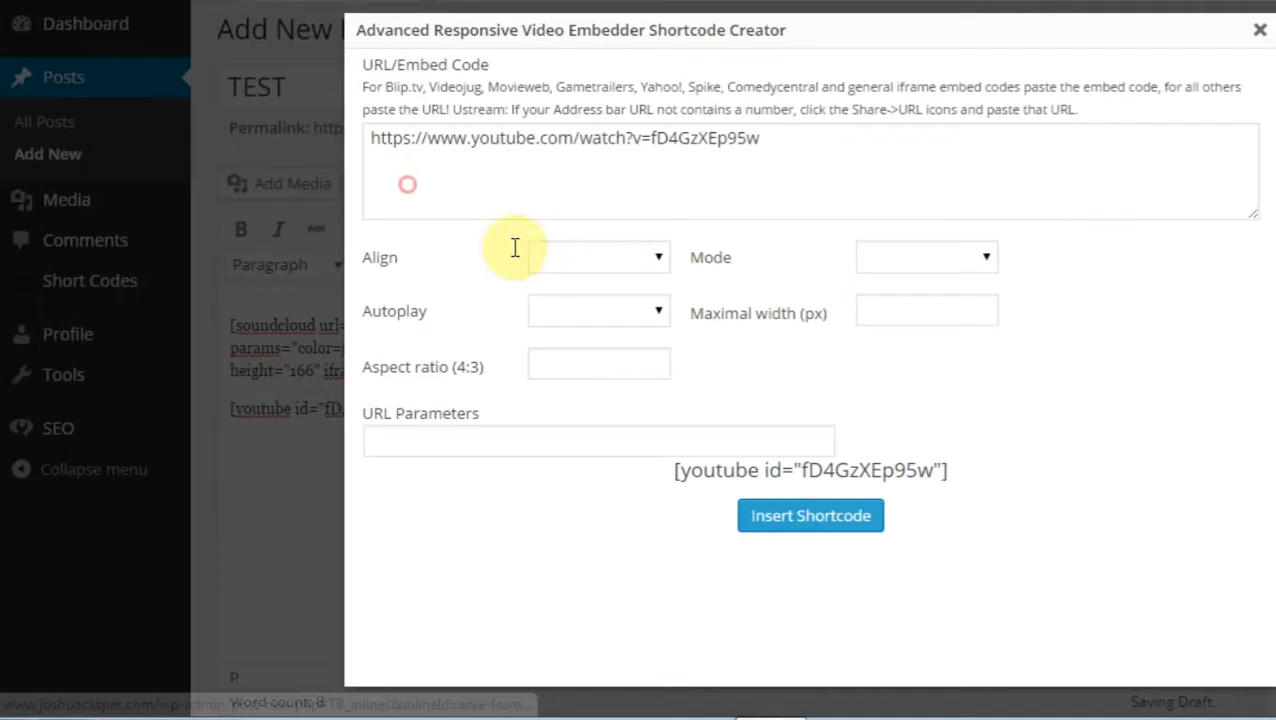 Dashboard
Posts
All Posts
Add New
Media
Comments
Short Codes
Profile
Tools
SEO
Collapse menu
Add New
TEST
Permalink: http
Add Media
B I ABC
Paragraph
[soundcloud url=
params="color=
height="166" ifra
[youtube id="fD
P
Word count: 8
Saving Draft...
Advanced Responsive Video Embedder Shortcode Creator
URL/Embed Code
For Blip.tv, Videojug, Movieweb, Gametrailers, Yahoo!, Spike, Comedycentral and general iframe embed codes paste the embed code, for all others
paste the URL! Ustream: If your Address bar URL not contains a number, click the Share->URL icons and paste that URL.
https://www.youtube.com/watch?v=fD4GzXEp95w
Align
Mode
Autoplay
Maximal width (px)
Aspect ratio (4:3)
URL Parameters
[youtube id="fD4GzXEp95w"]
Insert Shortcode